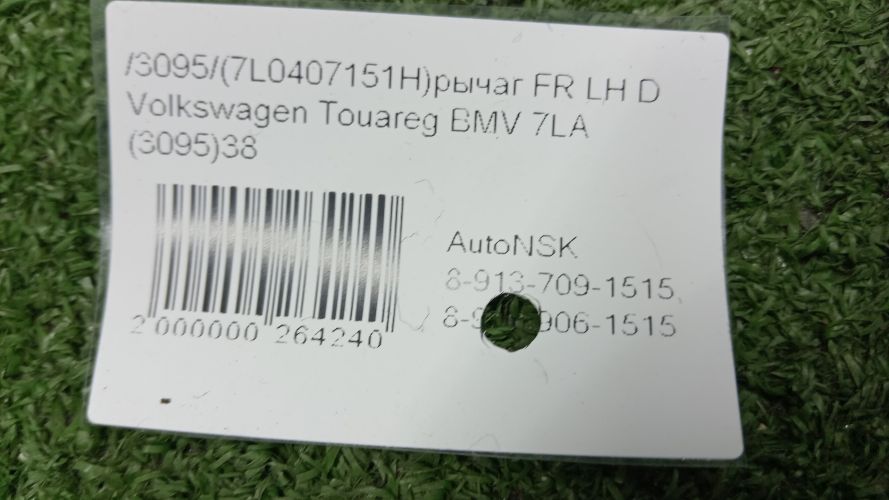 /3095/(7L0407151H)рычаг FR LH D
Volkswagen Touareg BMV 7LA
(3095)38
AutoNSK
8-913-709-1515,
2 000000 264240